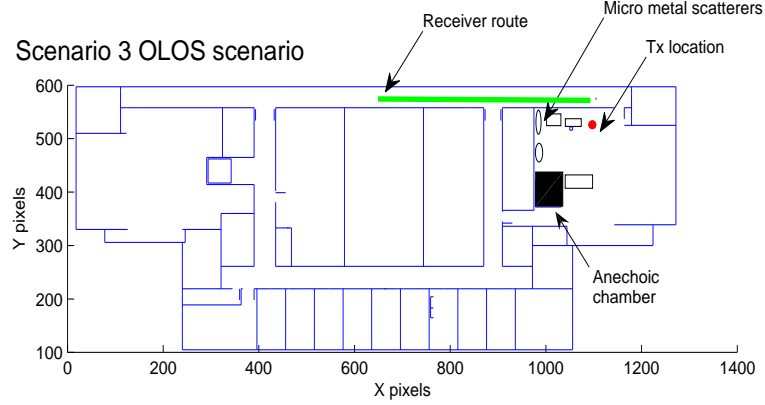 Micro metal scatterers
Receiver route
Scenario 3 OLOS scenario
Tx location
600
500
400
300
200
100
Y pixels
Anechoic
chamber
0
200
400
600
800
1000
1200
1400
X pixels